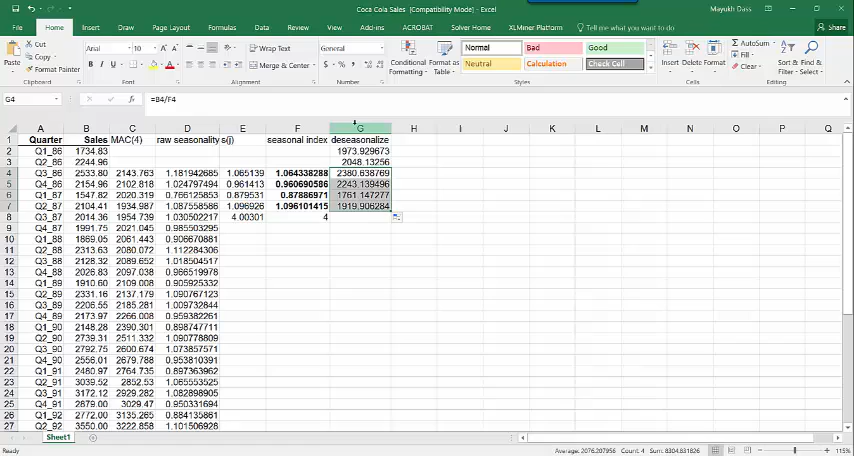 Coca Cola Sales  [Compatibility Mode] - Excel
Mayukh Dass
File Home Insert Draw Page Layout Formulas Data Review View Add-ins ACROBAT Solver Home XLMiner Platform Tell me what you want to do Share
Cut
Copy
Format Painter
Paste
Clipboard
Arial 10
B I U
Font
Wrap Text
Merge & Center
Alignment
General
$ % ,
Number
Conditional Formatting
Format as Table
Normal Bad Good
Neutral Calculation Check Cell
Styles
Insert Delete Format
Cells
AutoSum
Fill
Clear
Sort & Filter
Find & Select
Editing
G4 fx =B4/F4
A B C D E F G H I J K L M N O P Q
1 Quarter Sales MAC(4) raw seasonality s(j) seasonal index deseasonalize
2 Q1_86 1734.83 1973.929673
3 Q2_86 2244.96 2048.13256
4 Q3_86 2533.80 2143.763 1.181942685 1.065139 1.064338288 2380.638769
5 Q4_86 2154.96 2102.818 1.024797494 0.961413 0.960690586 2243.139496
6 Q1_87 1547.82 2020.319 0.766125853 0.879531 0.87886971 1761.147277
7 Q2_87 2104.41 1934.987 1.087558586 1.096926 1.096101415 1919.906284
8 Q3_87 2014.36 1954.739 1.030502217 4.00301 4
9 Q4_87 1991.75 2021.045 0.985503295
10 Q1_88 1869.05 2061.443 0.906670881
11 Q2_88 2313.63 2080.072 1.112284306
12 Q3_88 2128.32 2089.652 1.018504517
13 Q4_88 2026.83 2097.038 0.966519978
14 Q1_89 1910.60 2109.008 0.905925332
15 Q2_89 2331.16 2137.179 1.090767123
16 Q3_89 2206.55 2185.281 1.009732844
17 Q4_89 2173.97 2266.008 0.959382261
18 Q1_90 2148.28 2390.301 0.898747711
19 Q2_90 2739.31 2511.332 1.090778809
20 Q3_90 2792.75 2600.674 1.073857571
21 Q4_90 2556.01 2679.788 0.953810391
22 Q1_91 2480.97 2764.735 0.897363962
23 Q2_91 3039.52 2852.53 1.065553525
24 Q3_91 3172.12 2929.282 1.082898905
25 Q4_91 2879.00 3029.47 0.950331694
26 Q1_92 2772.00 3135.265 0.884135861
27 Q2_92 3550.00 3222.858 1.101506928
Sheet1
Ready Average: 2076.207956 Count: 4 Sum: 8304.831826 115%